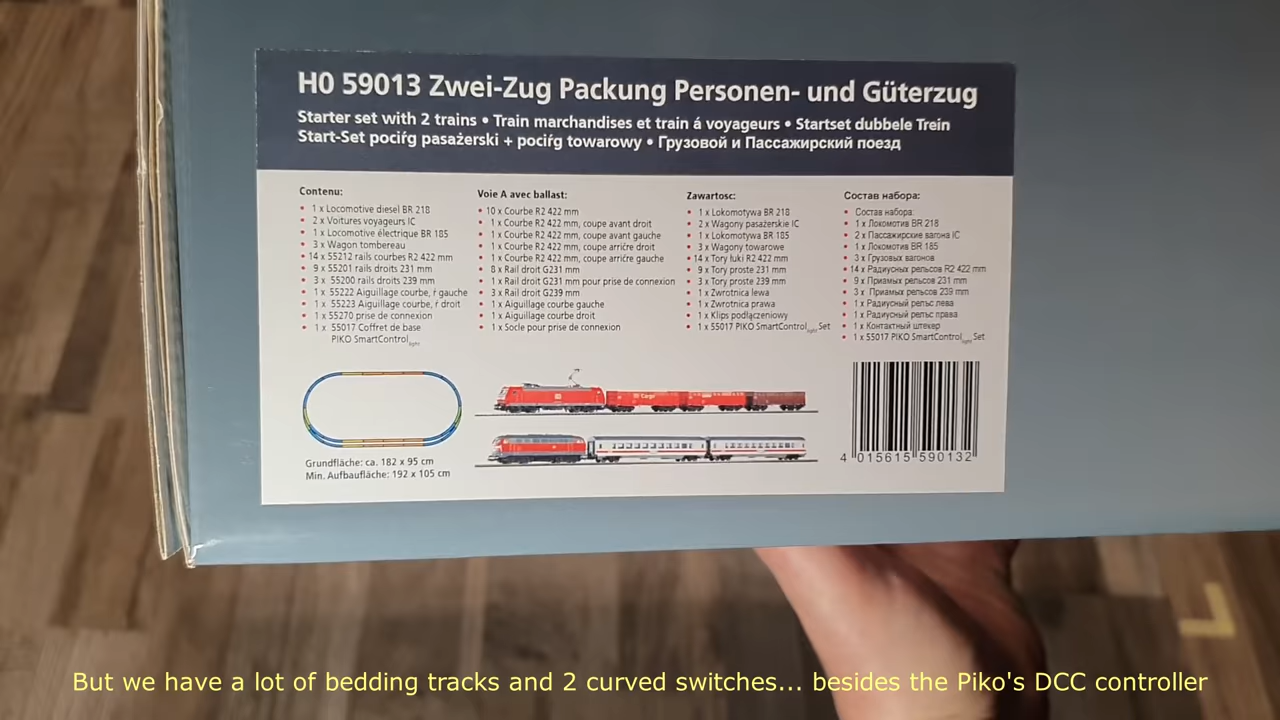 H0 59013 Zwei-Zug Packung Personen- und Güterzug
Starter set with 2 trains • Train marchandises et train á voyageurs • Startset dubbele Trein
Start-Set pociŕg pasażerski + pociŕg towarowy • Грузовой и Пассажирский поезд
Contenu:
• 1 x Locomotive diesel BR 218
• 2 x Voitures voyageurs IC
• 1 x Locomotive électrique BR 185
• 3 x Wagon tombereau
• 14 x 55212 rails courbes R2 422 mm
• 9 x 55201 rails droits 231 mm
• 3 x 55200 rails droits 239 mm
• 1 x 55222 Aiguillage courbe, ŕ gauche
• 1 x 55223 Aiguillage courbe, ŕ droit
• 1 x 55270 prise de connexion
• 1 x 55017 Coffret de base
PIKO SmartControl light
Voie A avec ballast:
• 10 x Courbe R2 422 mm
• 1 x Courbe R2 422 mm, coupe avant droit
• 1 x Courbe R2 422 mm, coupe avant gauche
• 1 x Courbe R2 422 mm, coupe arričre droit
• 1 x Courbe R2 422 mm, coupe arričre gauche
• 8 x Rail droit G231 mm
• 1 x Rail droit G231 mm pour prise de connexion
• 3 x Rail droit G239 mm
• 1 x Aiguillage courbe gauche
• 1 x Aiguillage courbe droit
• 1 x Socle pour prise de connexion
Zawartosc:
• 1 x Lokomotywa BR 218
• 2 x Wagony pasażerskie IC
• 1 x Lokomotywa BR 185
• 3 x Wagony towarowe
• 14 x Tory łuki R2 422 mm
• 9 x Tory proste 231 mm
• 3 x Tory proste 239 mm
• 1 x Zwrotnica lewa
• 1 x Zwrotnica prawa
• 1 x Klips podłączeniowy
• 1 x 55017 PIKO SmartControl light Set
Состав набора:
• Состав набора:
• 1 x Локомотив BR 218
• 2 x Пассажирские вагона IC
• 1 x Локомотив BR 185
• 3 x Грузовых вагонов
• 14 x Радиусных рельсов R2 422 mm
• 9 x Прямых рельсов 231 mm
• 3 x Прямых рельсов 239 mm
• 1 x Радиусный рельс лева
• 1 x Радиусный рельс права
• 1 x Контактный штекер
• 1 x 55017 PIKO SmartControl light Set
Grundfläche: ca. 182 x 95 cm
Min. Aufbaufläche: 192 x 105 cm
4 015615 590132
But we have a lot of bedding tracks and 2 curved switches... besides the Piko's DCC controller